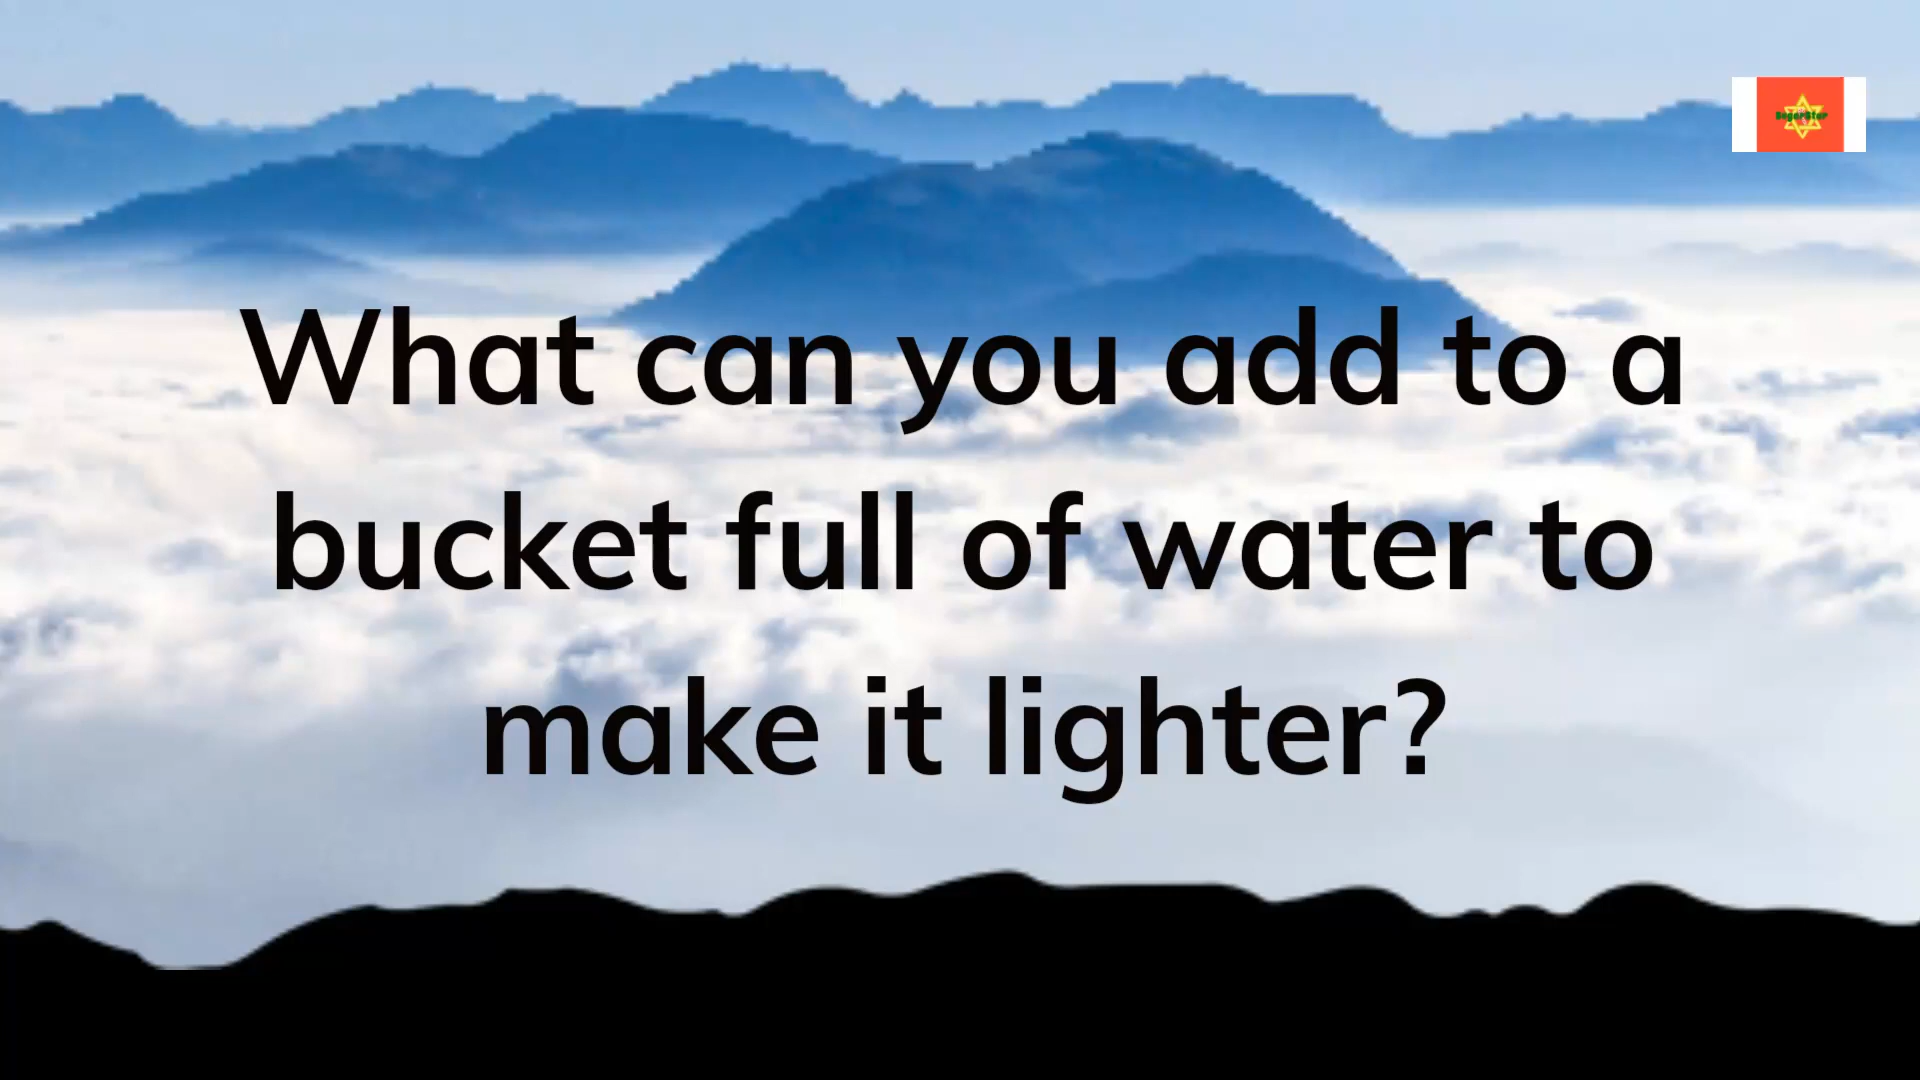 What can you add to a
bucket full of water to
make it lighter?